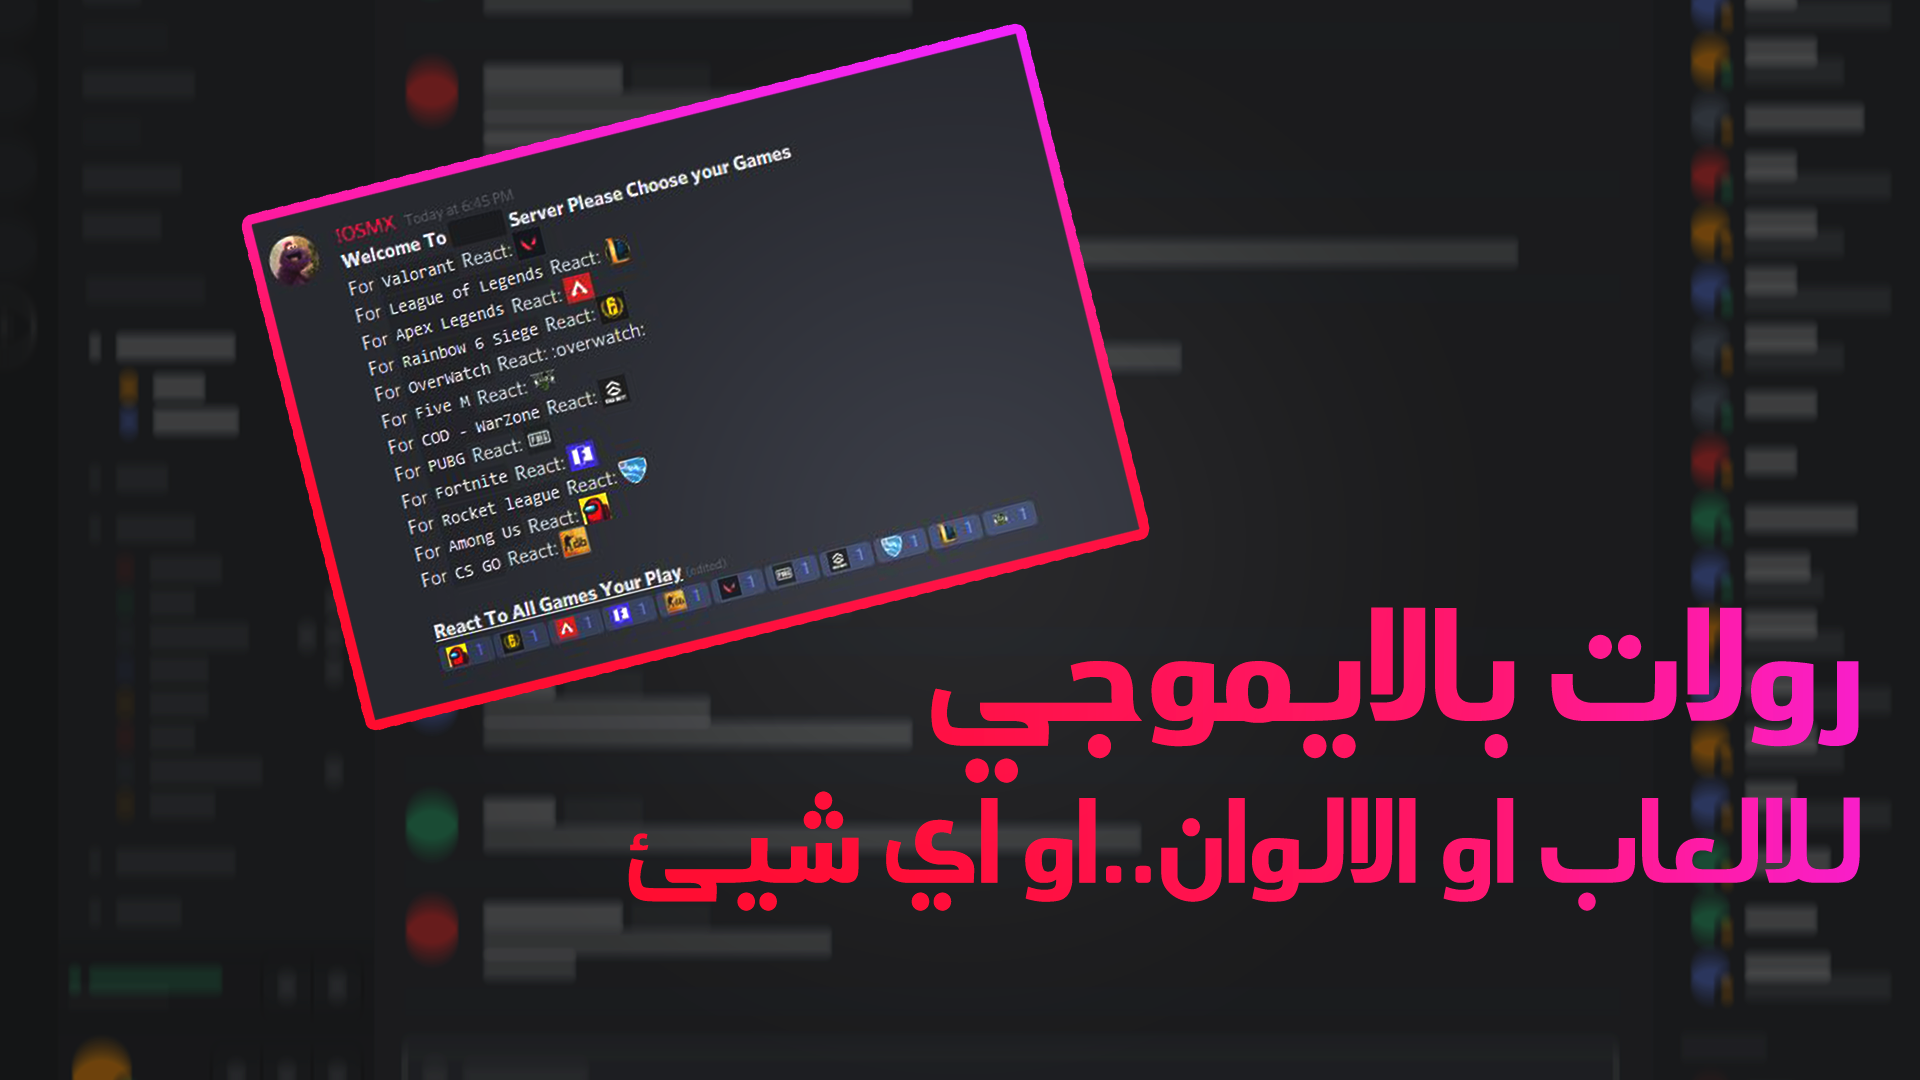 IOSMX Today at 6:45 PM
Welcome To Server Please Choose your Games
For Valorant React:
For League of Legends React:
For Apex Legends React:
For Rainbow 6 Siege React:
For OverWatch React: :overwatch:
For Five M React:
For COD - WarZone React:
For PUBG React:
For Fortnite React:
For Rocket league React:
For Among Us React:
For CS GO React:
React To All Games Your Play (edited)
1 1 1 1 1 1 1 1 1 1 1
رولات بالايموجي
للالعاب او الالوان..او اي شيئ